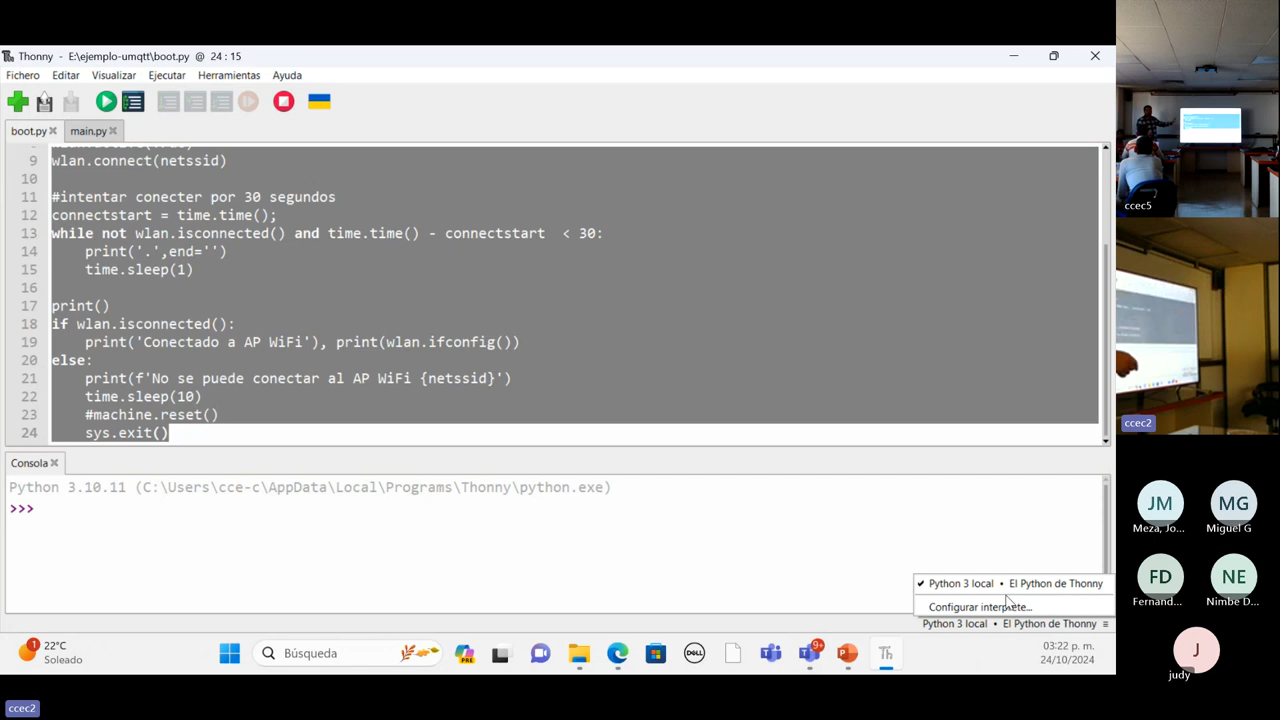 Thonny - E:\ejemplo-umqtt\boot.py @ 24 : 15
Fichero Editar Visualizar Ejecutar Herramientas Ayuda
boot.py main.py
9 wlan.connect(netssid)
10
11 #intentar conecter por 30 segundos
12 connectstart = time.time();
13 while not wlan.isconnected() and time.time() - connectstart < 30:
14 print('.',end='')
15 time.sleep(1)
16
17 print()
18 if wlan.isconnected():
19 print('Conectado a AP WiFi'), print(wlan.ifconfig())
20 else:
21 print(f'No se puede conectar al AP WiFi {netssid}')
22 time.sleep(10)
23 #machine.reset()
24 sys.exit()
Consola
Python 3.10.11 (C:\Users\cce-c\AppData\Local\Programs\Thonny\python.exe)
>>>
✓ Python 3 local • El Python de Thonny
Configurar intérprete...
Python 3 local • El Python de Thonny ≡
1
22°C
Soleado
Búsqueda
PRE
DELL
9+
Th
03:22 p. m.
24/10/2024
ccec2
ccec5
ccec2
JM
Meza, Jo...
MG
Miguel G
FD
Fernand...
NE
Nimbe D...
J
judy